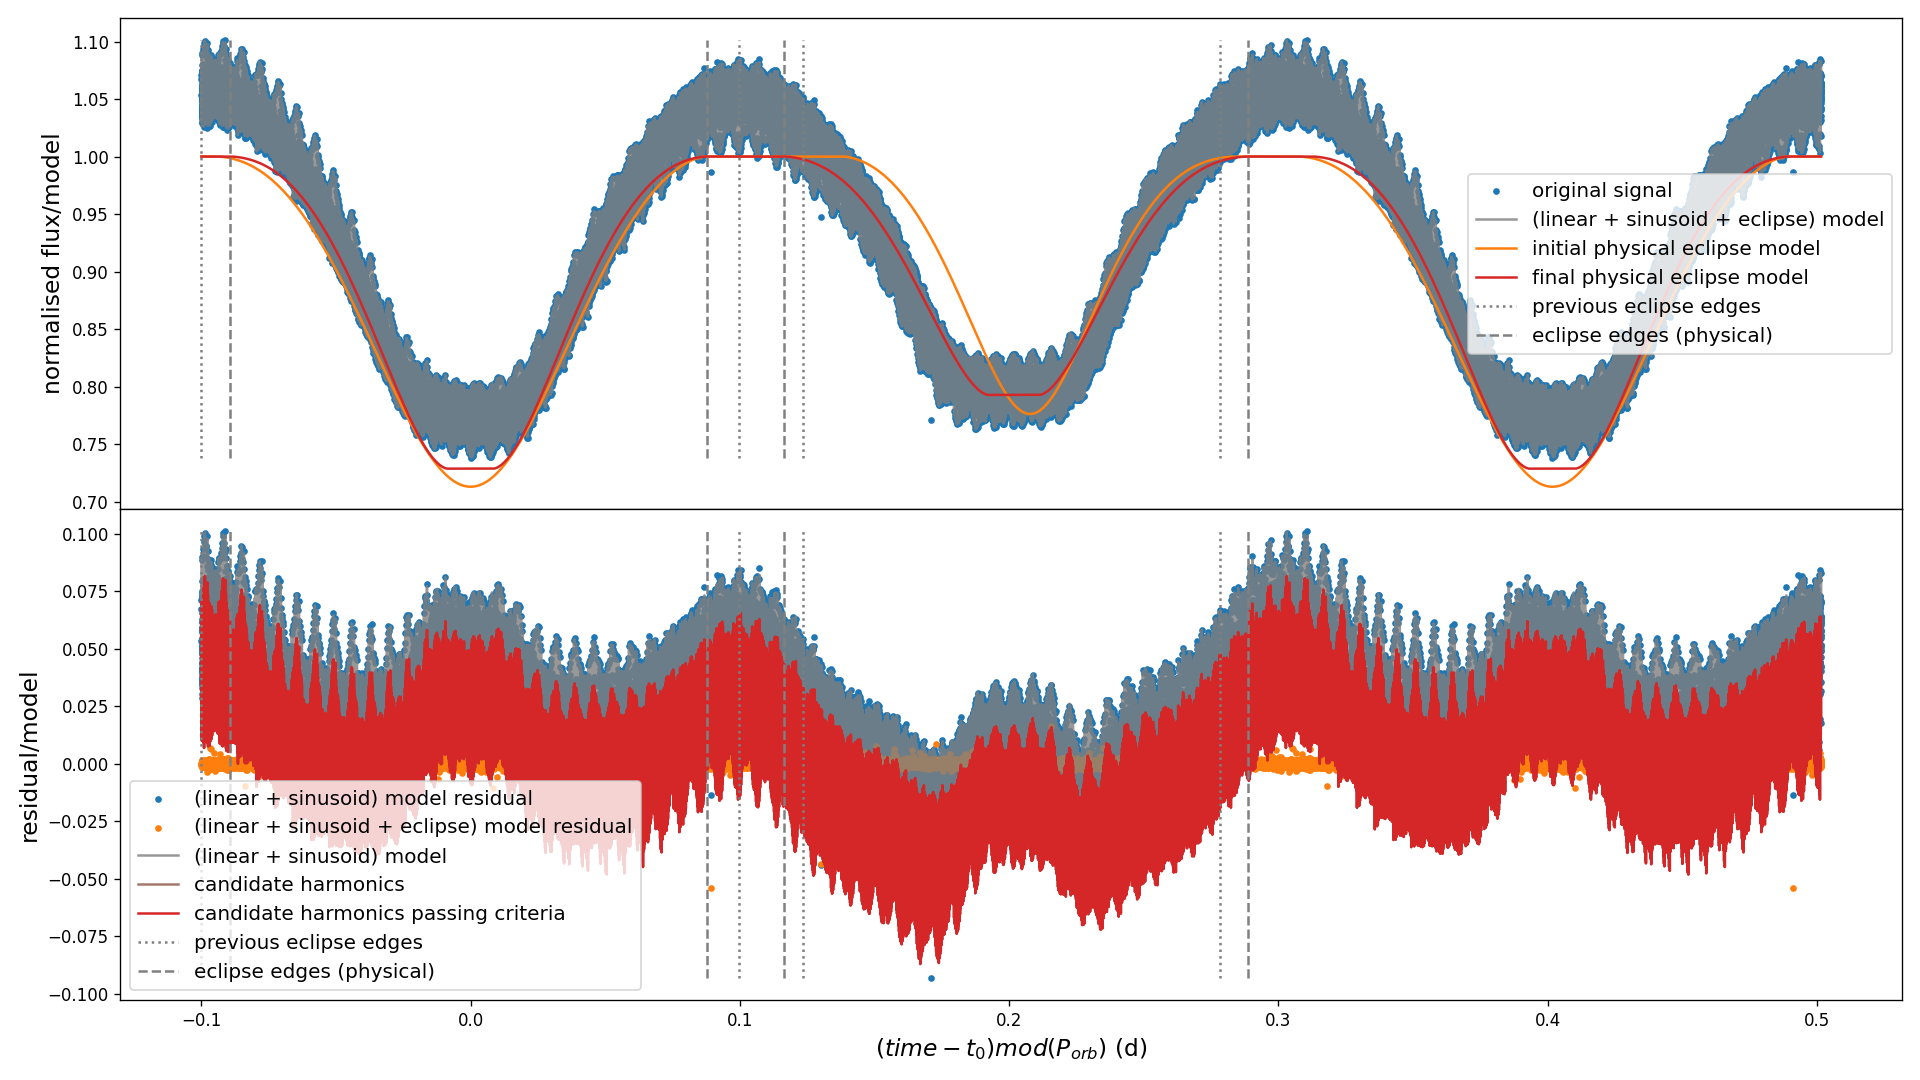 normalised flux/model
1.10
1.05
1.00
0.95
0.90
0.85
0.80
0.75
0.70
original signal
(linear + sinusoid + eclipse) model
initial physical eclipse model
final physical eclipse model
previous eclipse edges
eclipse edges (physical)
residual/model
0.100
0.075
0.050
0.025
0.000
−0.025
−0.050
−0.075
−0.100
(linear + sinusoid) model residual
(linear + sinusoid + eclipse) model residual
(linear + sinusoid) model
candidate harmonics
candidate harmonics passing criteria
previous eclipse edges
eclipse edges (physical)
−0.1 0.0 0.1 0.2 0.3 0.4 0.5
(time − t₀)mod(P_orb) (d)